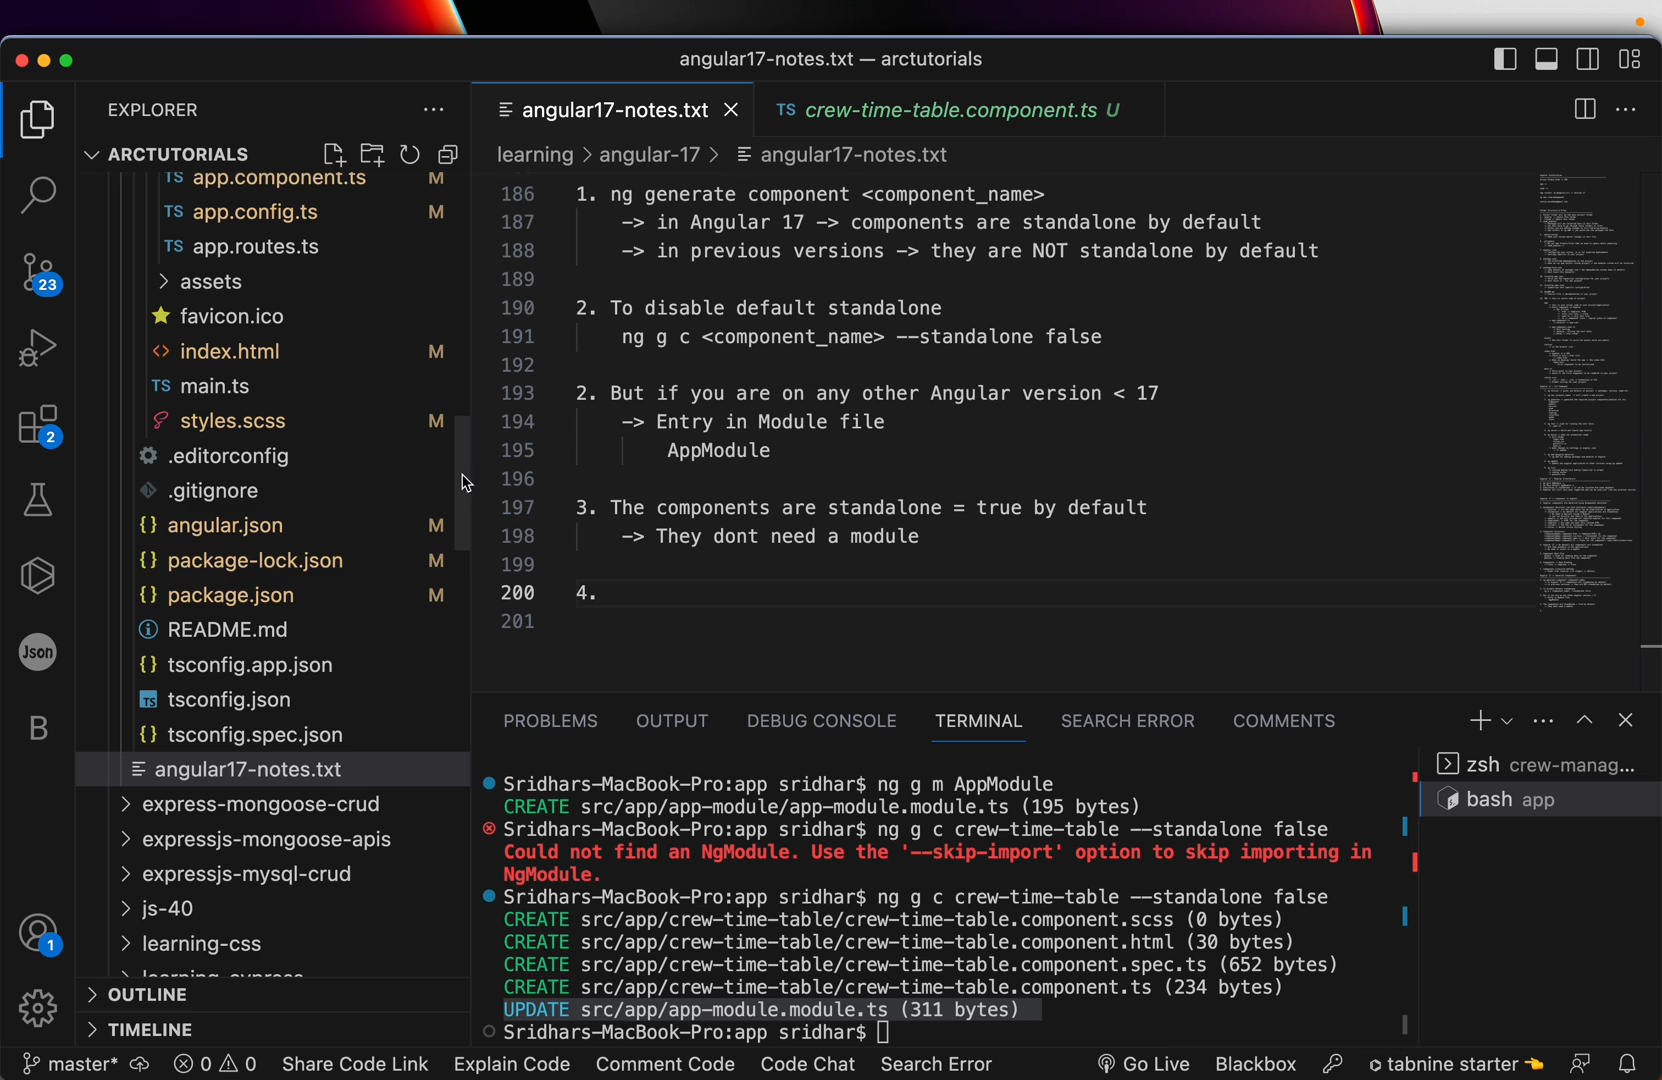 angular17-notes.txt — arctutorials
EXPLORER
angular17-notes.txt
TS crew-time-table.component.ts U
ARCTUTORIALS
learning > angular-17 > angular17-notes.txt
TS app.component.ts M
TS app.config.ts M
TS app.routes.ts
assets
favicon.ico
index.html M
TS main.ts
styles.scss M
.editorconfig
.gitignore
{} angular.json M
{} package-lock.json M
{} package.json M
README.md
{} tsconfig.app.json
TS tsconfig.json
{} tsconfig.spec.json
angular17-notes.txt
express-mongoose-crud
expressjs-mongoose-apis
expressjs-mysql-crud
js-40
learning-css
OUTLINE
TIMELINE
23
2
Json
B
1
186 1. ng generate component <component_name>
187 -> in Angular 17 -> components are standalone by default
188 -> in previous versions -> they are NOT standalone by default
189
190 2. To disable default standalone
191 ng g c <component_name> --standalone false
192
193 2. But if you are on any other Angular version < 17
194 -> Entry in Module file
195 AppModule
196
197 3. The components are standalone = true by default
198 -> They dont need a module
199
200 4.
201
PROBLEMS OUTPUT DEBUG CONSOLE TERMINAL SEARCH ERROR COMMENTS
Sridhars-MacBook-Pro:app sridhar$ ng g m AppModule
CREATE src/app/app-module/app-module.module.ts (195 bytes)
Sridhars-MacBook-Pro:app sridhar$ ng g c crew-time-table --standalone false
Could not find an NgModule. Use the '--skip-import' option to skip importing in
NgModule.
Sridhars-MacBook-Pro:app sridhar$ ng g c crew-time-table --standalone false
CREATE src/app/crew-time-table/crew-time-table.component.scss (0 bytes)
CREATE src/app/crew-time-table/crew-time-table.component.html (30 bytes)
CREATE src/app/crew-time-table/crew-time-table.component.spec.ts (652 bytes)
CREATE src/app/crew-time-table/crew-time-table.component.ts (234 bytes)
UPDATE src/app/app-module.module.ts (311 bytes)
Sridhars-MacBook-Pro:app sridhar$
zsh crew-manag...
bash app
master* 0 0 Share Code Link Explain Code Comment Code Code Chat Search Error Go Live Blackbox tabnine starter